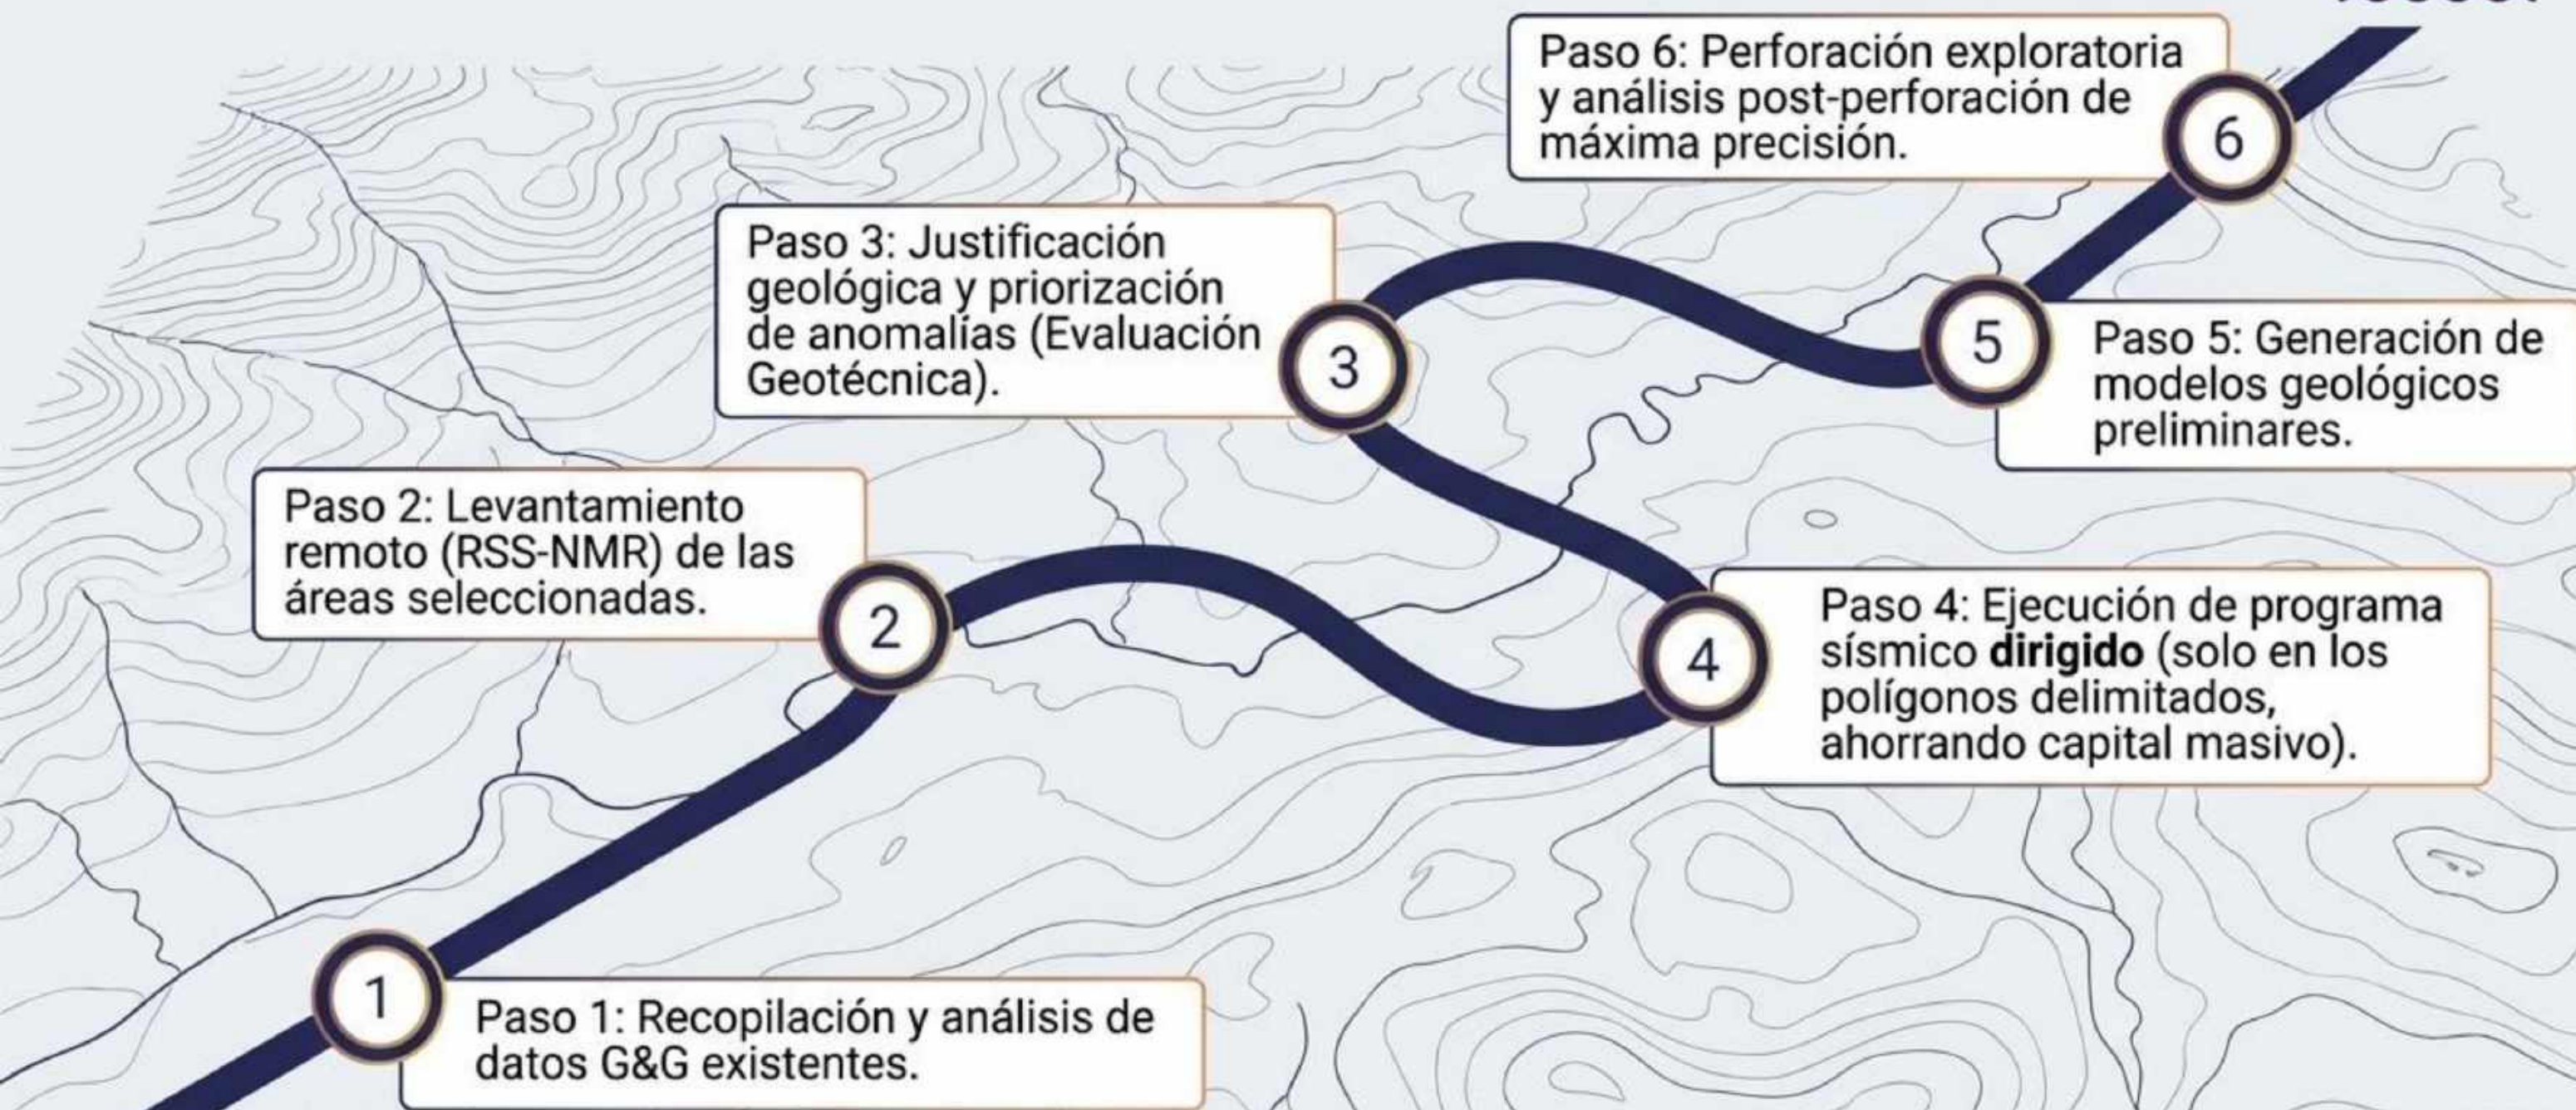 Paso 6: Perforación exploratoria
y análisis post-perforación de
máxima precisión.
6
Paso 3: Justificación
geológica y priorización
de anomalías (Evaluación
Geotécnica).
3
5
Paso 5: Generación de
modelos geológicos
preliminares.
Paso 2: Levantamiento
remoto (RSS-NMR) de las
áreas seleccionadas.
2
4
Paso 4: Ejecución de programa
sísmico dirigido (solo en los
polígonos delimitados,
ahorrando capital masivo).
1
Paso 1: Recopilación y análisis de
datos G&G existentes.